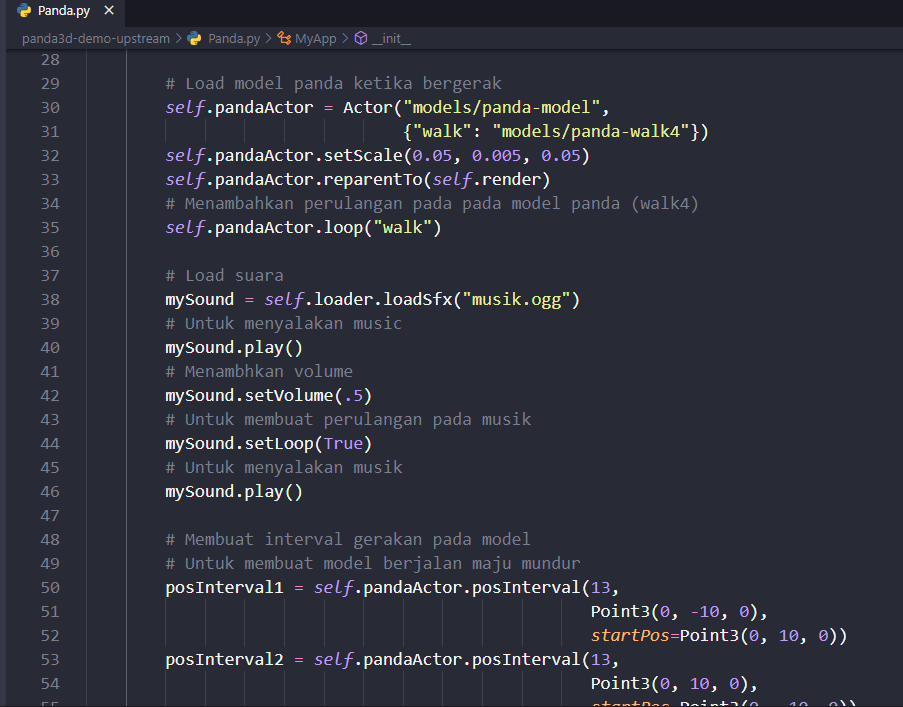 Panda.py ×
panda3d-demo-upstream > Panda.py > MyApp > __init__
28
29 # Load model panda ketika bergerak
30 self.pandaActor = Actor("models/panda-model",
31 {"walk": "models/panda-walk4"})
32 self.pandaActor.setScale(0.05, 0.005, 0.05)
33 self.pandaActor.reparentTo(self.render)
34 # Menambahkan perulangan pada pada model panda (walk4)
35 self.pandaActor.loop("walk")
36
37 # Load suara
38 mySound = self.loader.loadSfx("musik.ogg")
39 # Untuk menyalakan music
40 mySound.play()
41 # Menambhkan volume
42 mySound.setVolume(.5)
43 # Untuk membuat perulangan pada musik
44 mySound.setLoop(True)
45 # Untuk menyalakan musik
46 mySound.play()
47
48 # Membuat interval gerakan pada model
49 # Untuk membuat model berjalan maju mundur
50 posInterval1 = self.pandaActor.posInterval(13,
51 Point3(0, -10, 0),
52 startPos=Point3(0, 10, 0))
53 posInterval2 = self.pandaActor.posInterval(13,
54 Point3(0, 10, 0),